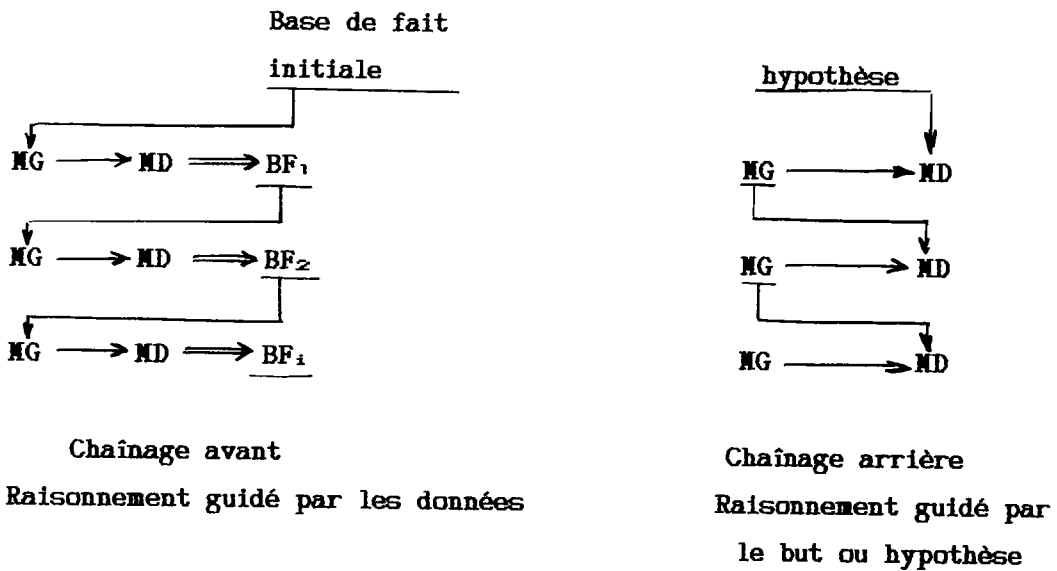 Base de fait
initiale
MG MD BF₁
MG MD BF₂
MG MD BFᵢ
Chaînage avant
Raisonnement guidé par les données
hypothèse
MG MD
MG MD
MG MD
Chaînage arrière
Raisonnement guidé par
le but ou hypothèse